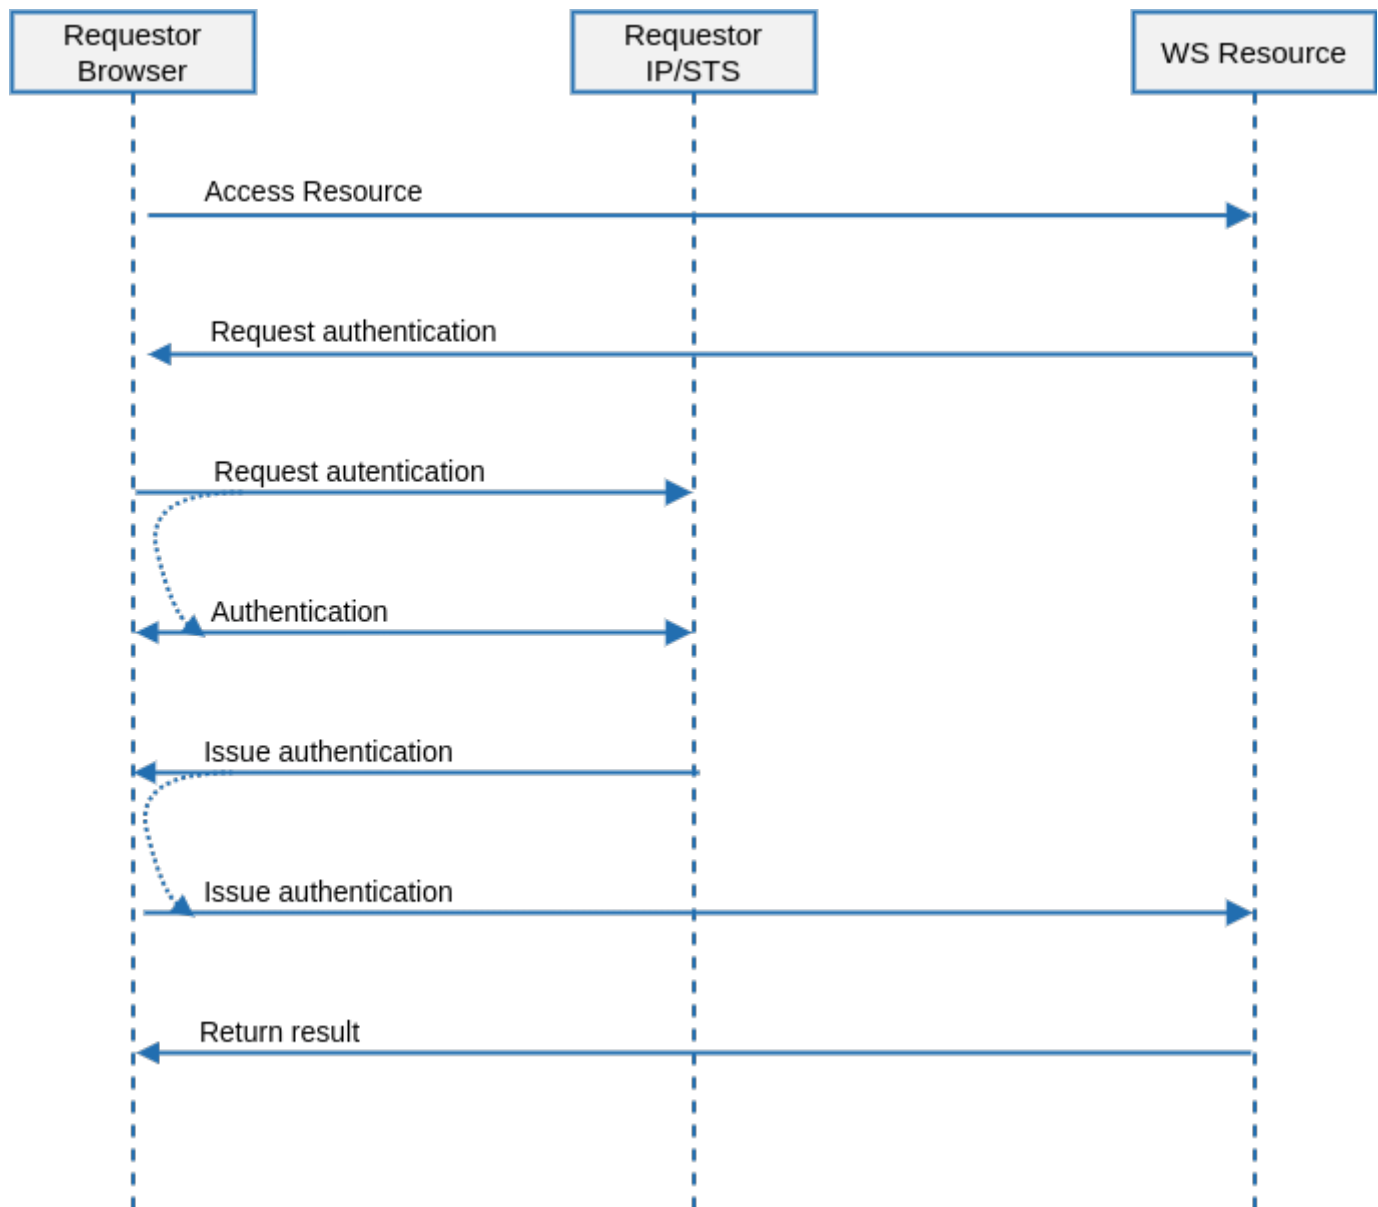 Requestor
Browser
Requestor
IP/STS
WS Resource
Access Resource
Request authentication
Request autentication
Authentication
Issue authentication
Issue authentication
Return result